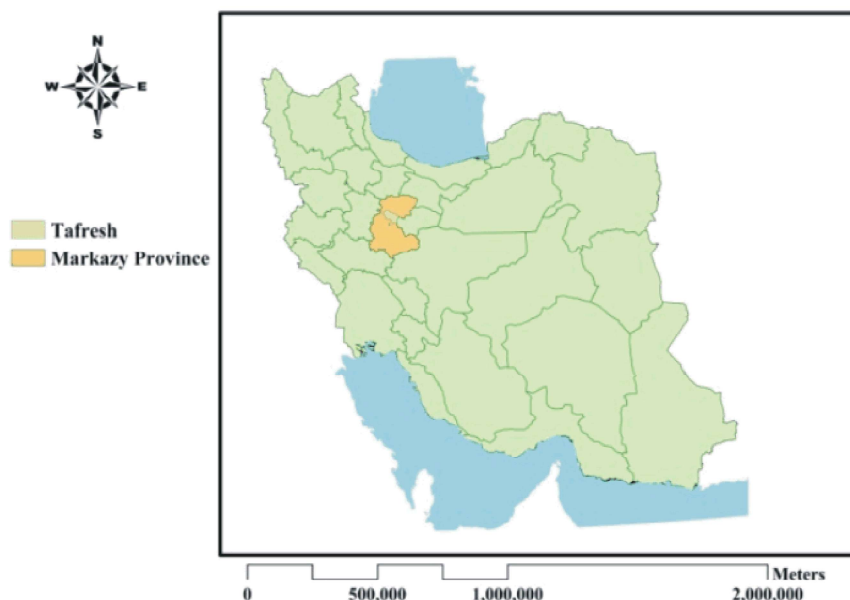 N
W E
S
Tafresh
Markazy Province
Meters
0 500,000 1,000,000 2,000,000